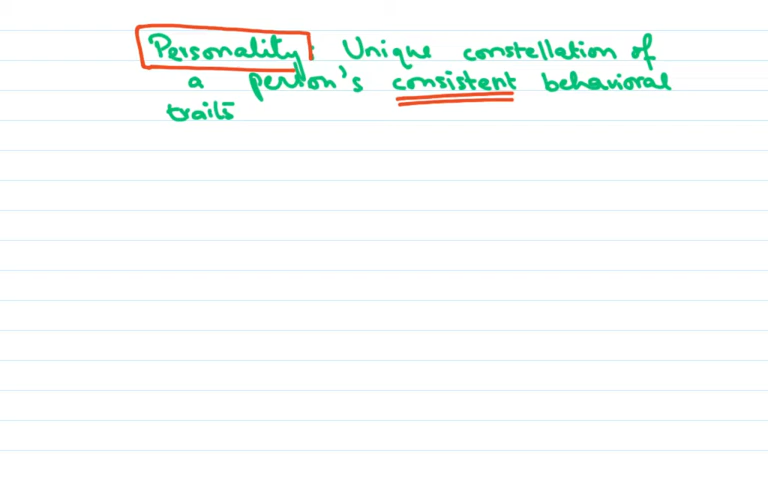 Personality: Unique constellation of
a person's consistent behavioral
traits